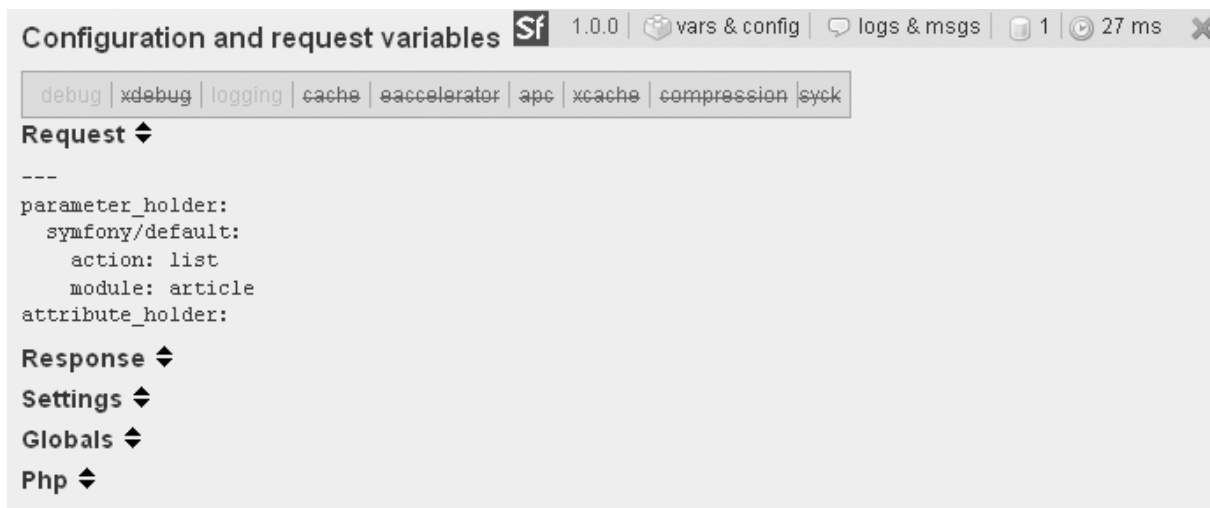 Configuration and request variables Sf 1.0.0 | vars & config | logs & msgs | 1 | 27 ms
debug | xdebug | logging | cache | eaccelerator | apc | xcache | compression | syck
Request
---
parameter_holder:
  symfony/default:
    action: list
    module: article
attribute_holder:
Response
Settings
Globals
Php